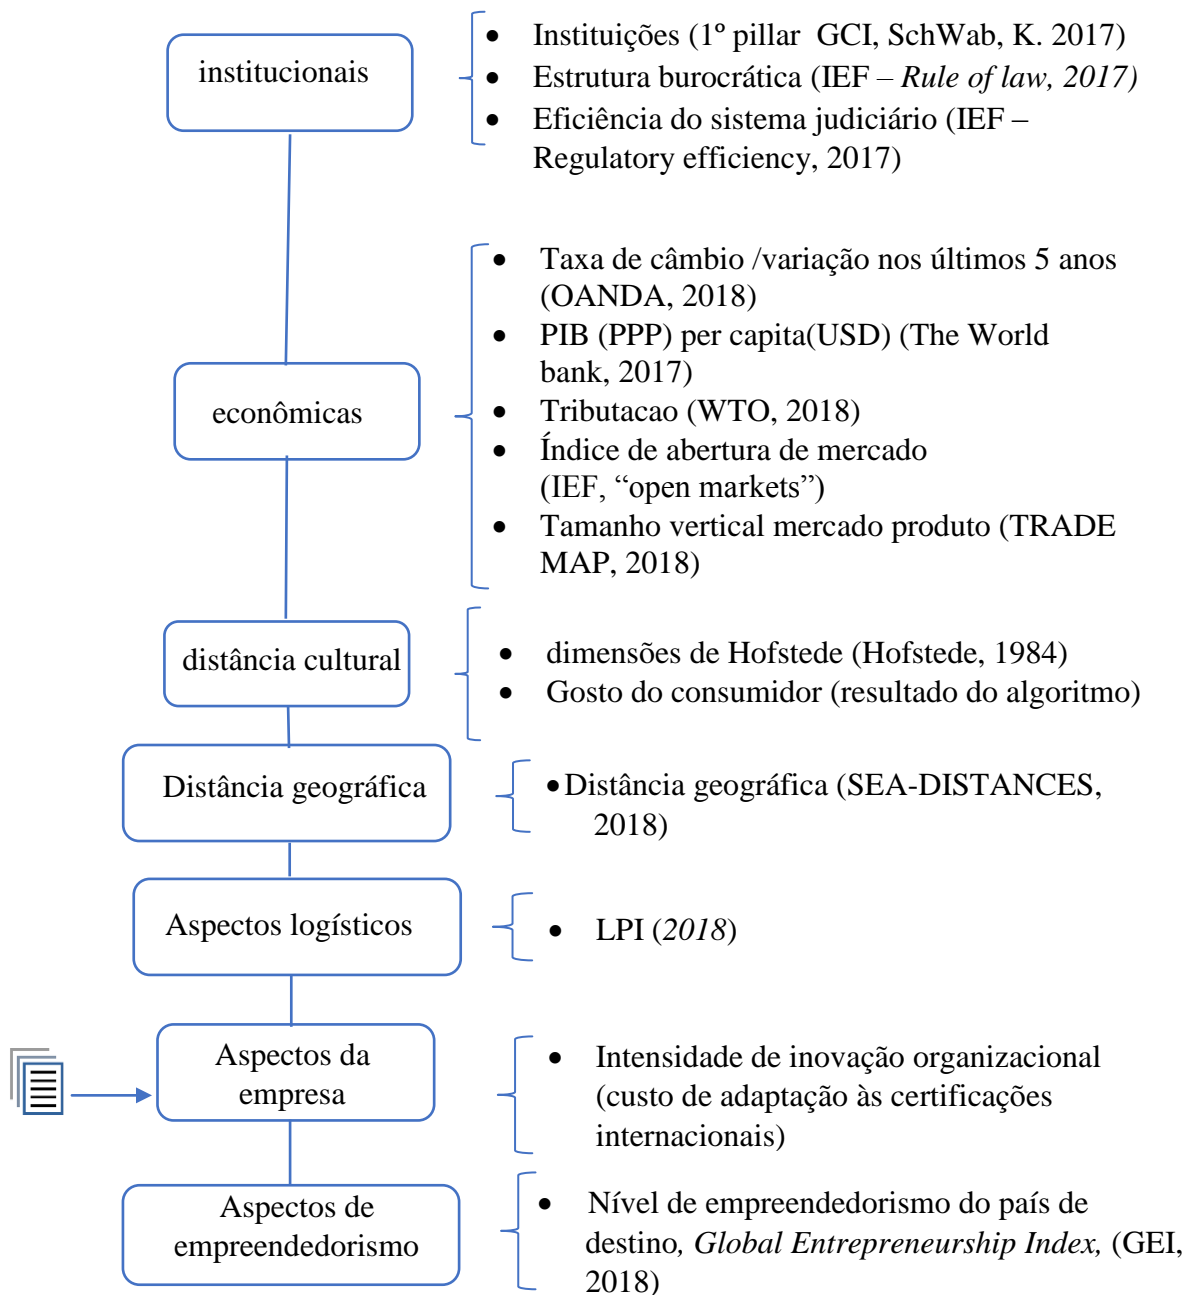 institucionais
• Instituições (1º pillar GCI, SchWab, K. 2017)
• Estrutura burocrática (IEF – Rule of law, 2017)
• Eficiência do sistema judiciário (IEF –
Regulatory efficiency, 2017)
econômicas
• Taxa de câmbio /variação nos últimos 5 anos
(OANDA, 2018)
• PIB (PPP) per capita(USD) (The World
bank, 2017)
• Tributacao (WTO, 2018)
• Índice de abertura de mercado
(IEF, “open markets”)
• Tamanho vertical mercado produto (TRADE
MAP, 2018)
distância cultural
• dimensões de Hofstede (Hofstede, 1984)
• Gosto do consumidor (resultado do algoritmo)
Distância geográfica
• Distância geográfica (SEA-DISTANCES,
2018)
Aspectos logísticos
• LPI (2018)
Aspectos da
empresa
• Intensidade de inovação organizacional
(custo de adaptação às certificações
internacionais)
Aspectos de
empreendedorismo
• Nível de empreendedorismo do país de
destino, Global Entrepreneurship Index, (GEI,
2018)